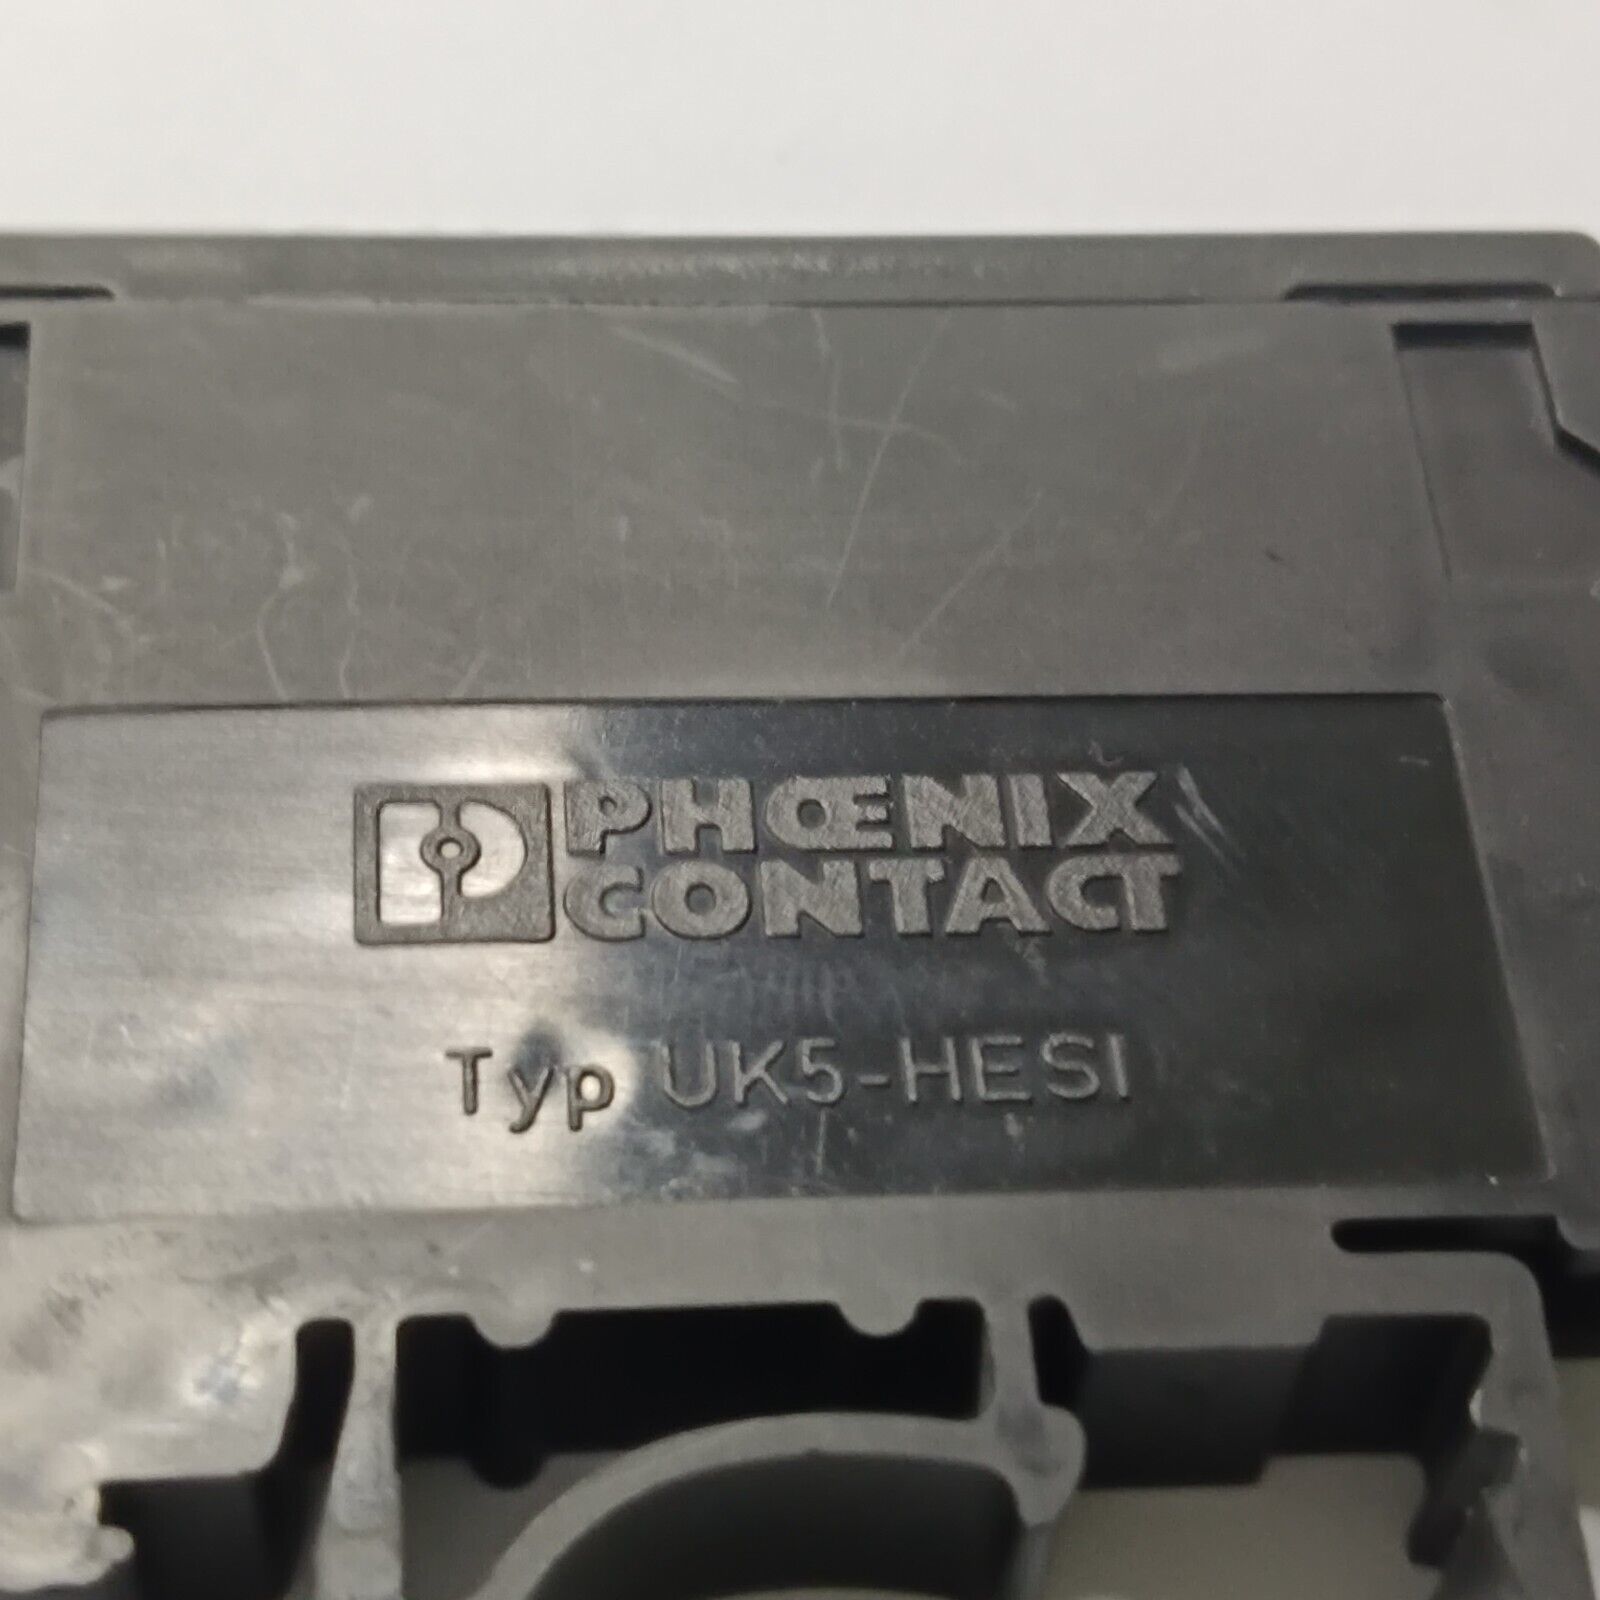 PHŒNIX
CONTACT
Typ UK5-HESI